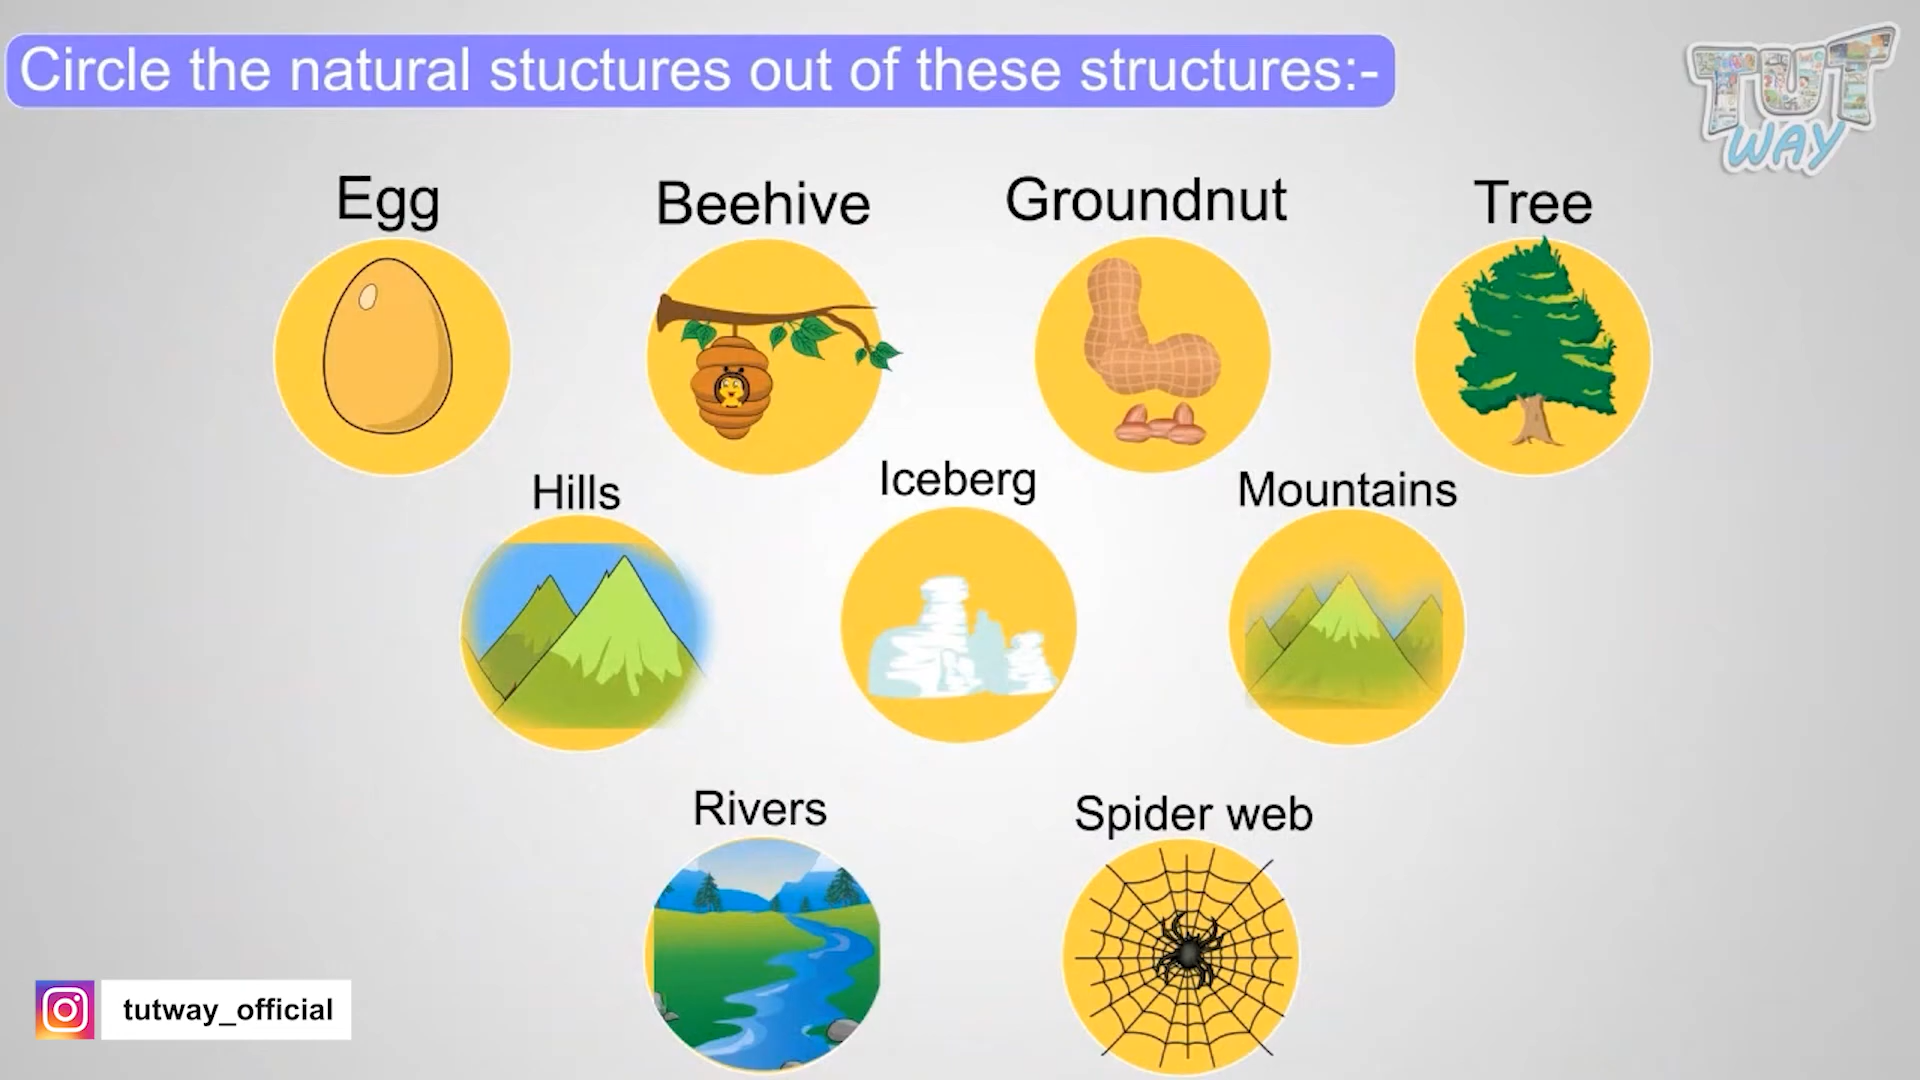 Circle the natural stuctures out of these structures:-
TUT
WAY
Egg
Beehive
Groundnut
Tree
Hills
Iceberg
Mountains
Rivers
Spider web
tutway_official